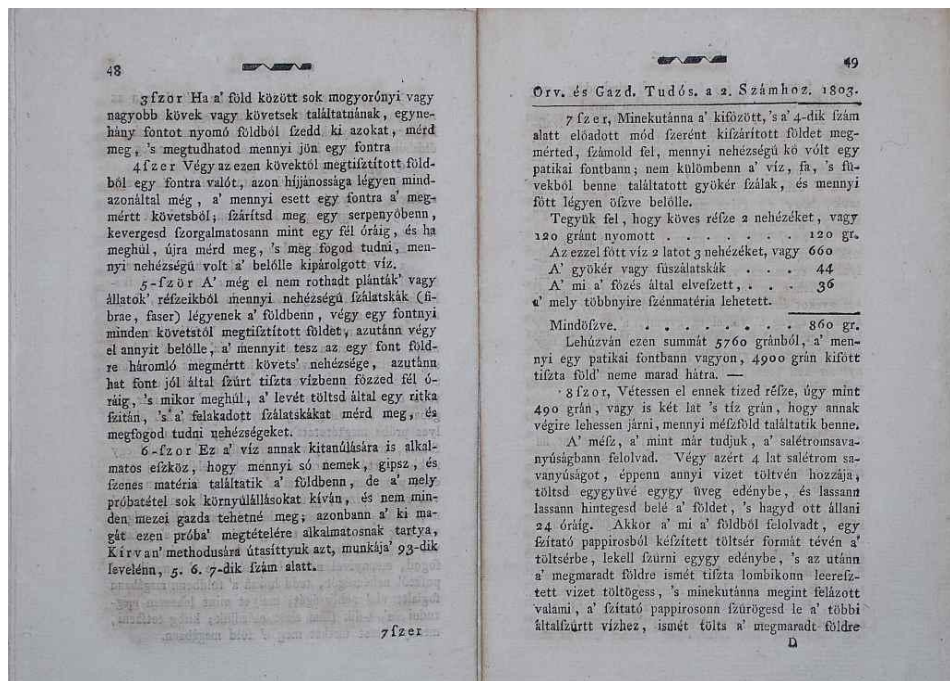 48
3ſzor Ha a' föld között sok mogyorónyi vagy
nagyobb kövek vagy követsek találtatnának, egyne-
hány fontot nyomó földből ſzedd ki azokat, mérd
meg, 's megtudhatod mennyi jön egy fontra
4ſzer Végy az ezen kövektől megtiſztított föld-
ből egy fontra valót, azon híjjánossága légyen mind-
azonáltal még, a' mennyi esett egy fontra a' meg-
mértt követsből; ſzárítsd meg egy serpenyőbenn,
kevergesd ſzorgalmatosann mint egy fél óráig, és ha
meghül, újra mérd meg, 's meg fogod tudni, men-
nyi nehézségű volt a' belőlle kipárolgott víz.
5-ſzör A' még el nem rothadt plánták' vagy
állatok' réſzeikből mennyi nehézségű ſzálatskák (fi-
brae, faser) légyenek a' földbenn, végy egy fontnyi
minden követstől megtiſztított földet, azutánn végy
el annyit belőlle, a' mennyit tesz az egy font föld-
re háromló megmértt követs' nehézsége, azutánn
hat font jól által ſzürt tiſzta vízbenn főzzed fél ó-
ráig, 's mikor meghül, a' levét töltsd által egy ritka
ſzitán, 's a' felakadott ſzálatskákat mérd meg, és
megfogod tudni nehézségeket.
6-ſzor Ez a' víz annak kitanúlására is alkal-
matos eſzköz, hogy mennyi só nemek, gipsz, és
ſzenes matéria találtatik a' földbenn, de a' mely
próbatétel sok környúlállásokat kíván, és nem min-
den mezei gazda tehetné meg; azonbann a' ki ma-
gát ezen próba' megtételére alkalmatosnak tartya,
Kirvan' methodusára útasíttyuk azt, munkája' 93-dik
levelénn, 5. 6. 7-dik ſzám alatt.
7ſzer
49
Orv. és Gazd. Tudós. a 2. Számhoz. 1803.
7ſzer, Minekutánna a' kifőzött, 's a' 4-dik ſzám
alatt előadott mód ſzerént kiſzárított földet meg-
mérted, ſzámold fel, mennyi nehézségű kő vólt egy
patikai fontbann; nem külömbenn a' víz, fa, 's fü-
vekből benne találtatott gyökér ſzálak, és mennyi
főtt légyen öſzve belőlle.
Tegyük fel, hogy köves réſze 2 nehézéket, vagy
120 gránt nyomott . . . . . . . 120 gr.
Az ezzel főtt víz 2 latot 3 nehézéket, vagy 660
A' gyökér vagy fűszálatskák . . . 44
A' mi a' főzés által elveſzett, . . . 36
a' mely többnyire ſzénmatéria lehetett.
Mindöſzve. . . . . . . . 860 gr.
Lehúzván ezen summát 5760 gránból, a' men-
nyi egy patikai fontbann vagyon, 4900 grán kifőtt
tiſzta föld' neme marad hátra. —
8ſzor, Vétessen el ennek tized réſze, úgy mint
490 grán, vagy is két lat 's tíz grán, hogy annak
végire lehessen járni, mennyi méſzföld találtatik benne.
A' méſz, a' mint már tudjuk, a' salétromsava-
nyúságbann felolvad. Végy azért 4 lat salétrom sa-
vanyúságot, éppenn annyi vizet töltvén hozzája,
töltsd egygyüvé egygy üveg edénybe, és lassann
lassann hintegesd belé a' földet, 's hagyd ott állani
24 óráig. Akkor a' mi a' földből felolvadt, egy
ſzitató pappirosból kéſzített töltsér formát tévén a'
töltsérbe, lekell ſzürni egygy edénybe, 's az utánn
a' megmaradt földre ismét tiſzta lombikonn leereſz-
tett vizet töltögess, 's minekutánna megint felázott
valami, a' ſzitató pappirosonn ſzürögesd le a' többi
általſzürtt vízhez, ismét tölts a' megmaradt földre
D